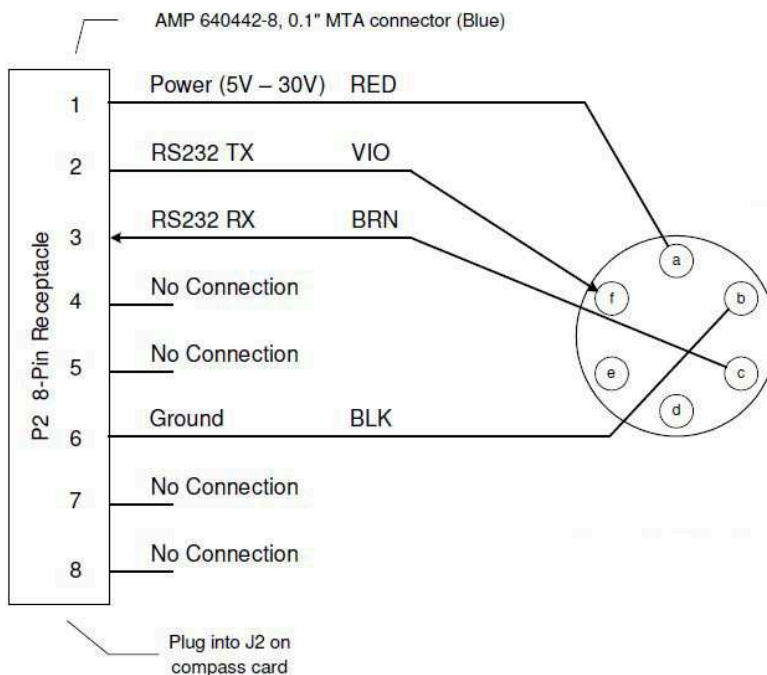 AMP 640442-8, 0.1" MTA connector (Blue)
P2 8-Pin Receptacle
1 Power (5V – 30V) RED
2 RS232 TX VIO
3 RS232 RX BRN
4 No Connection
5 No Connection
6 Ground BLK
7 No Connection
8 No Connection
a
b
f
c
e
d
Plug into J2 on
compass card